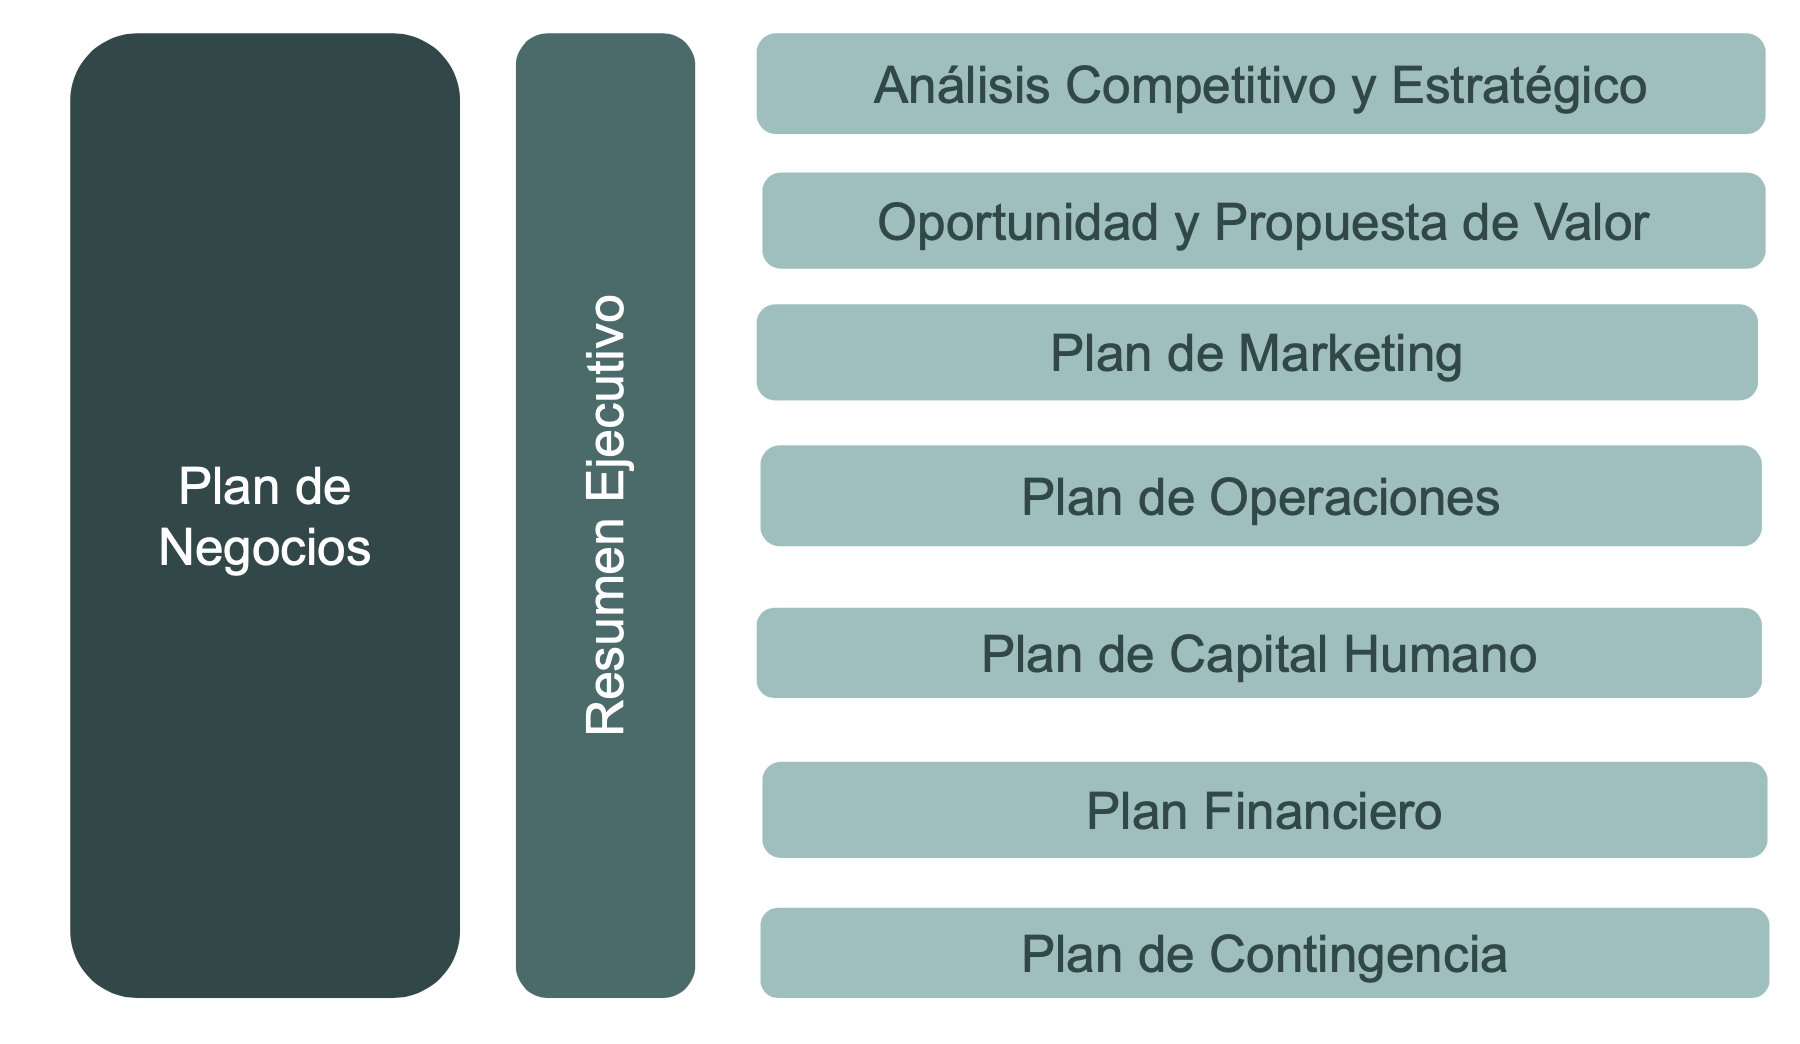 Plan de
Negocios
Resumen Ejecutivo
Análisis Competitivo y Estratégico
Oportunidad y Propuesta de Valor
Plan de Marketing
Plan de Operaciones
Plan de Capital Humano
Plan Financiero
Plan de Contingencia